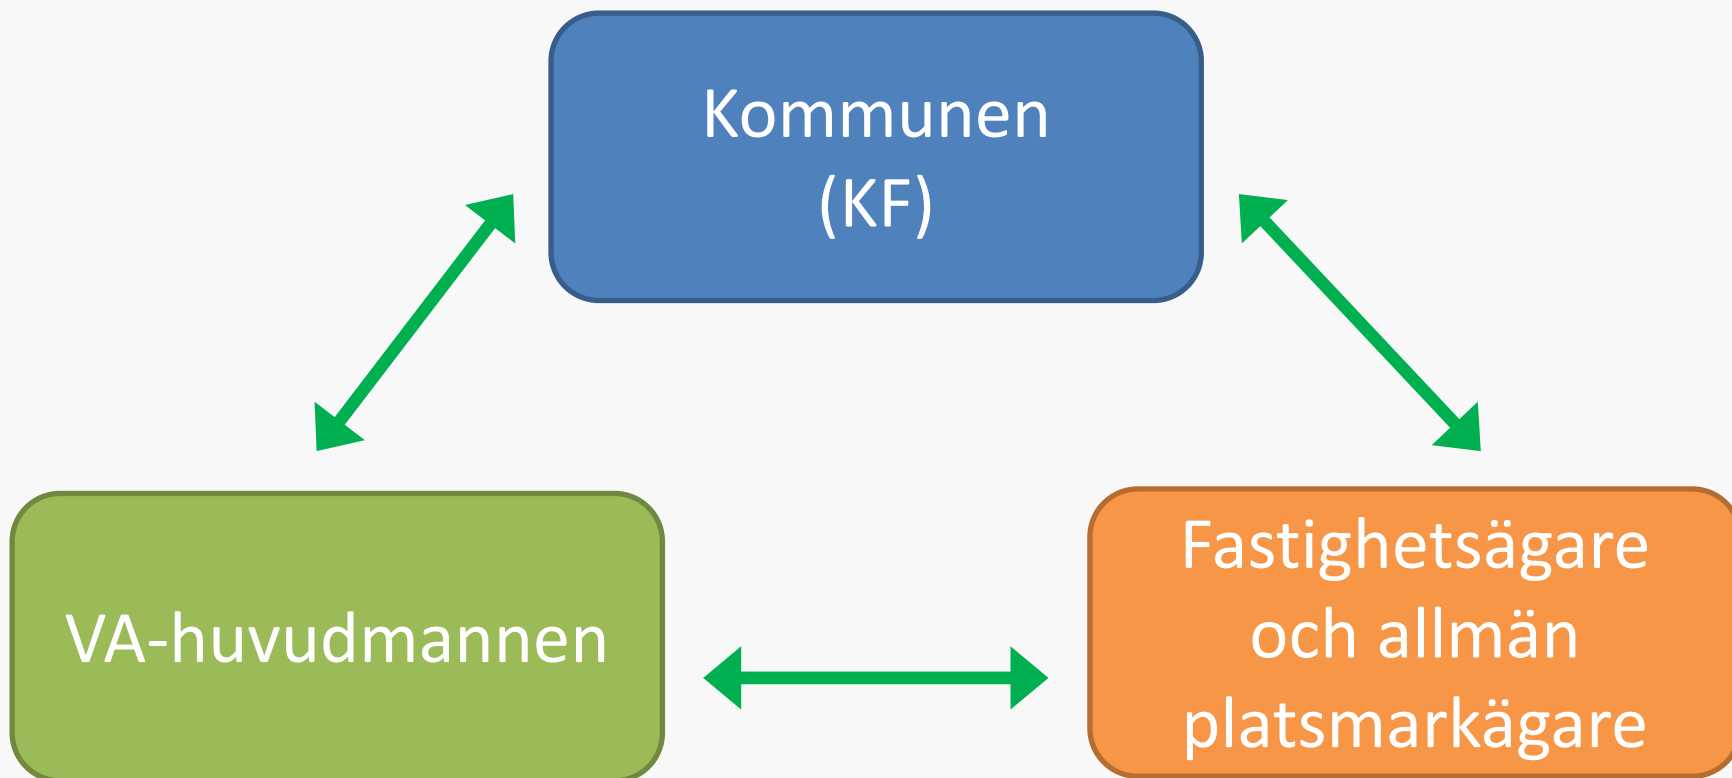 Kommunen
(KF)
VA-huvudmannen
Fastighetsägare
och allmän
platsmarkägare